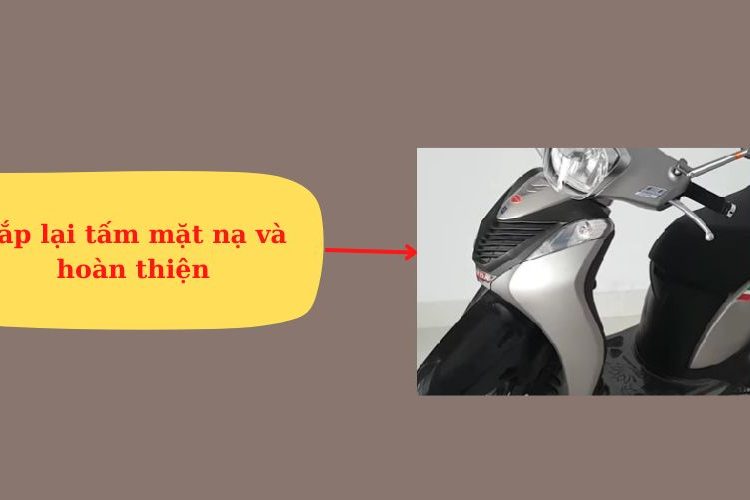 ắp lại tấm mặt nạ và
hoàn thiện